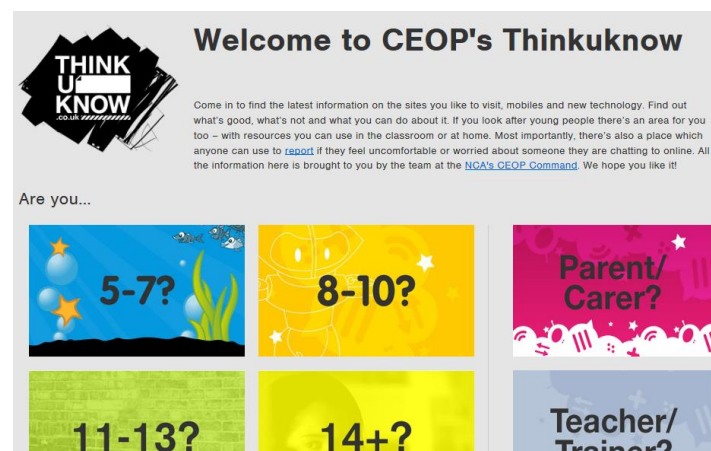 THINK
U
KNOW
.co.uk
Welcome to CEOP's Thinkuknow
Come in to find the latest information on the sites you like to visit, mobiles and new technology. Find out
what's good, what's not and what you can do about it. If you look after young people there's an area for you
too – with resources you can use in the classroom or at home. Most importantly, there's also a place which
anyone can use to report if they feel uncomfortable or worried about someone they are chatting to online. All
the information here is brought to you by the team at the NCA's CEOP Command. We hope you like it!
Are you...
5-7?
8-10?
Parent/
Carer?
11-13?
14+?
Teacher/
Trainer?